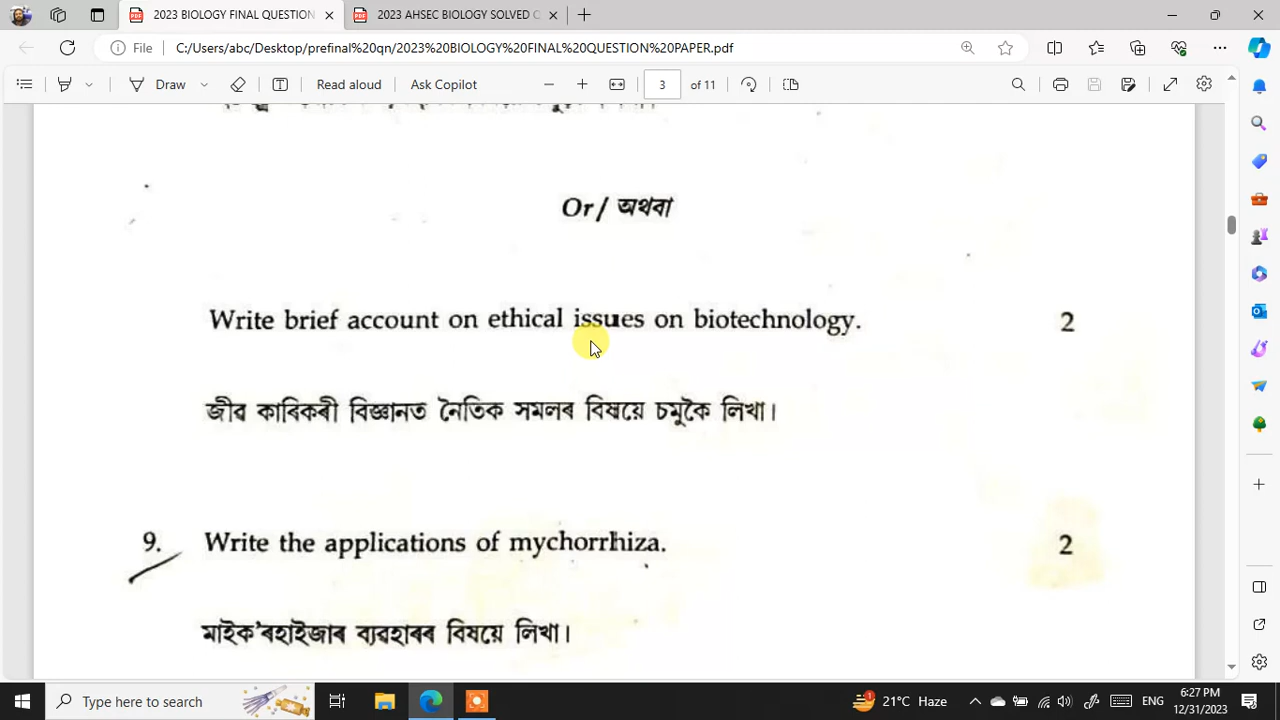 2023 BIOLOGY FINAL QUESTION
2023 AHSEC BIOLOGY SOLVED C
File
C:/Users/abc/Desktop/prefinal%20qn/2023%20BIOLOGY%20FINAL%20QUESTION%20PAPER.pdf
Draw
Read aloud
Ask Copilot
3 of 11
Or / অথবা
Write brief account on ethical issues on biotechnology. 2
জীৱ কাৰিকৰী বিজ্ঞানত নৈতিক সমলৰ বিষয়ে চমুকৈ লিখা।
9. Write the applications of mychorrhiza. 2
মাইক'ৰহাইজাৰ ব্যৱহাৰৰ বিষয়ে লিখা।
Type here to search
1
21°C Haze
ENG
6:27 PM
12/31/2023